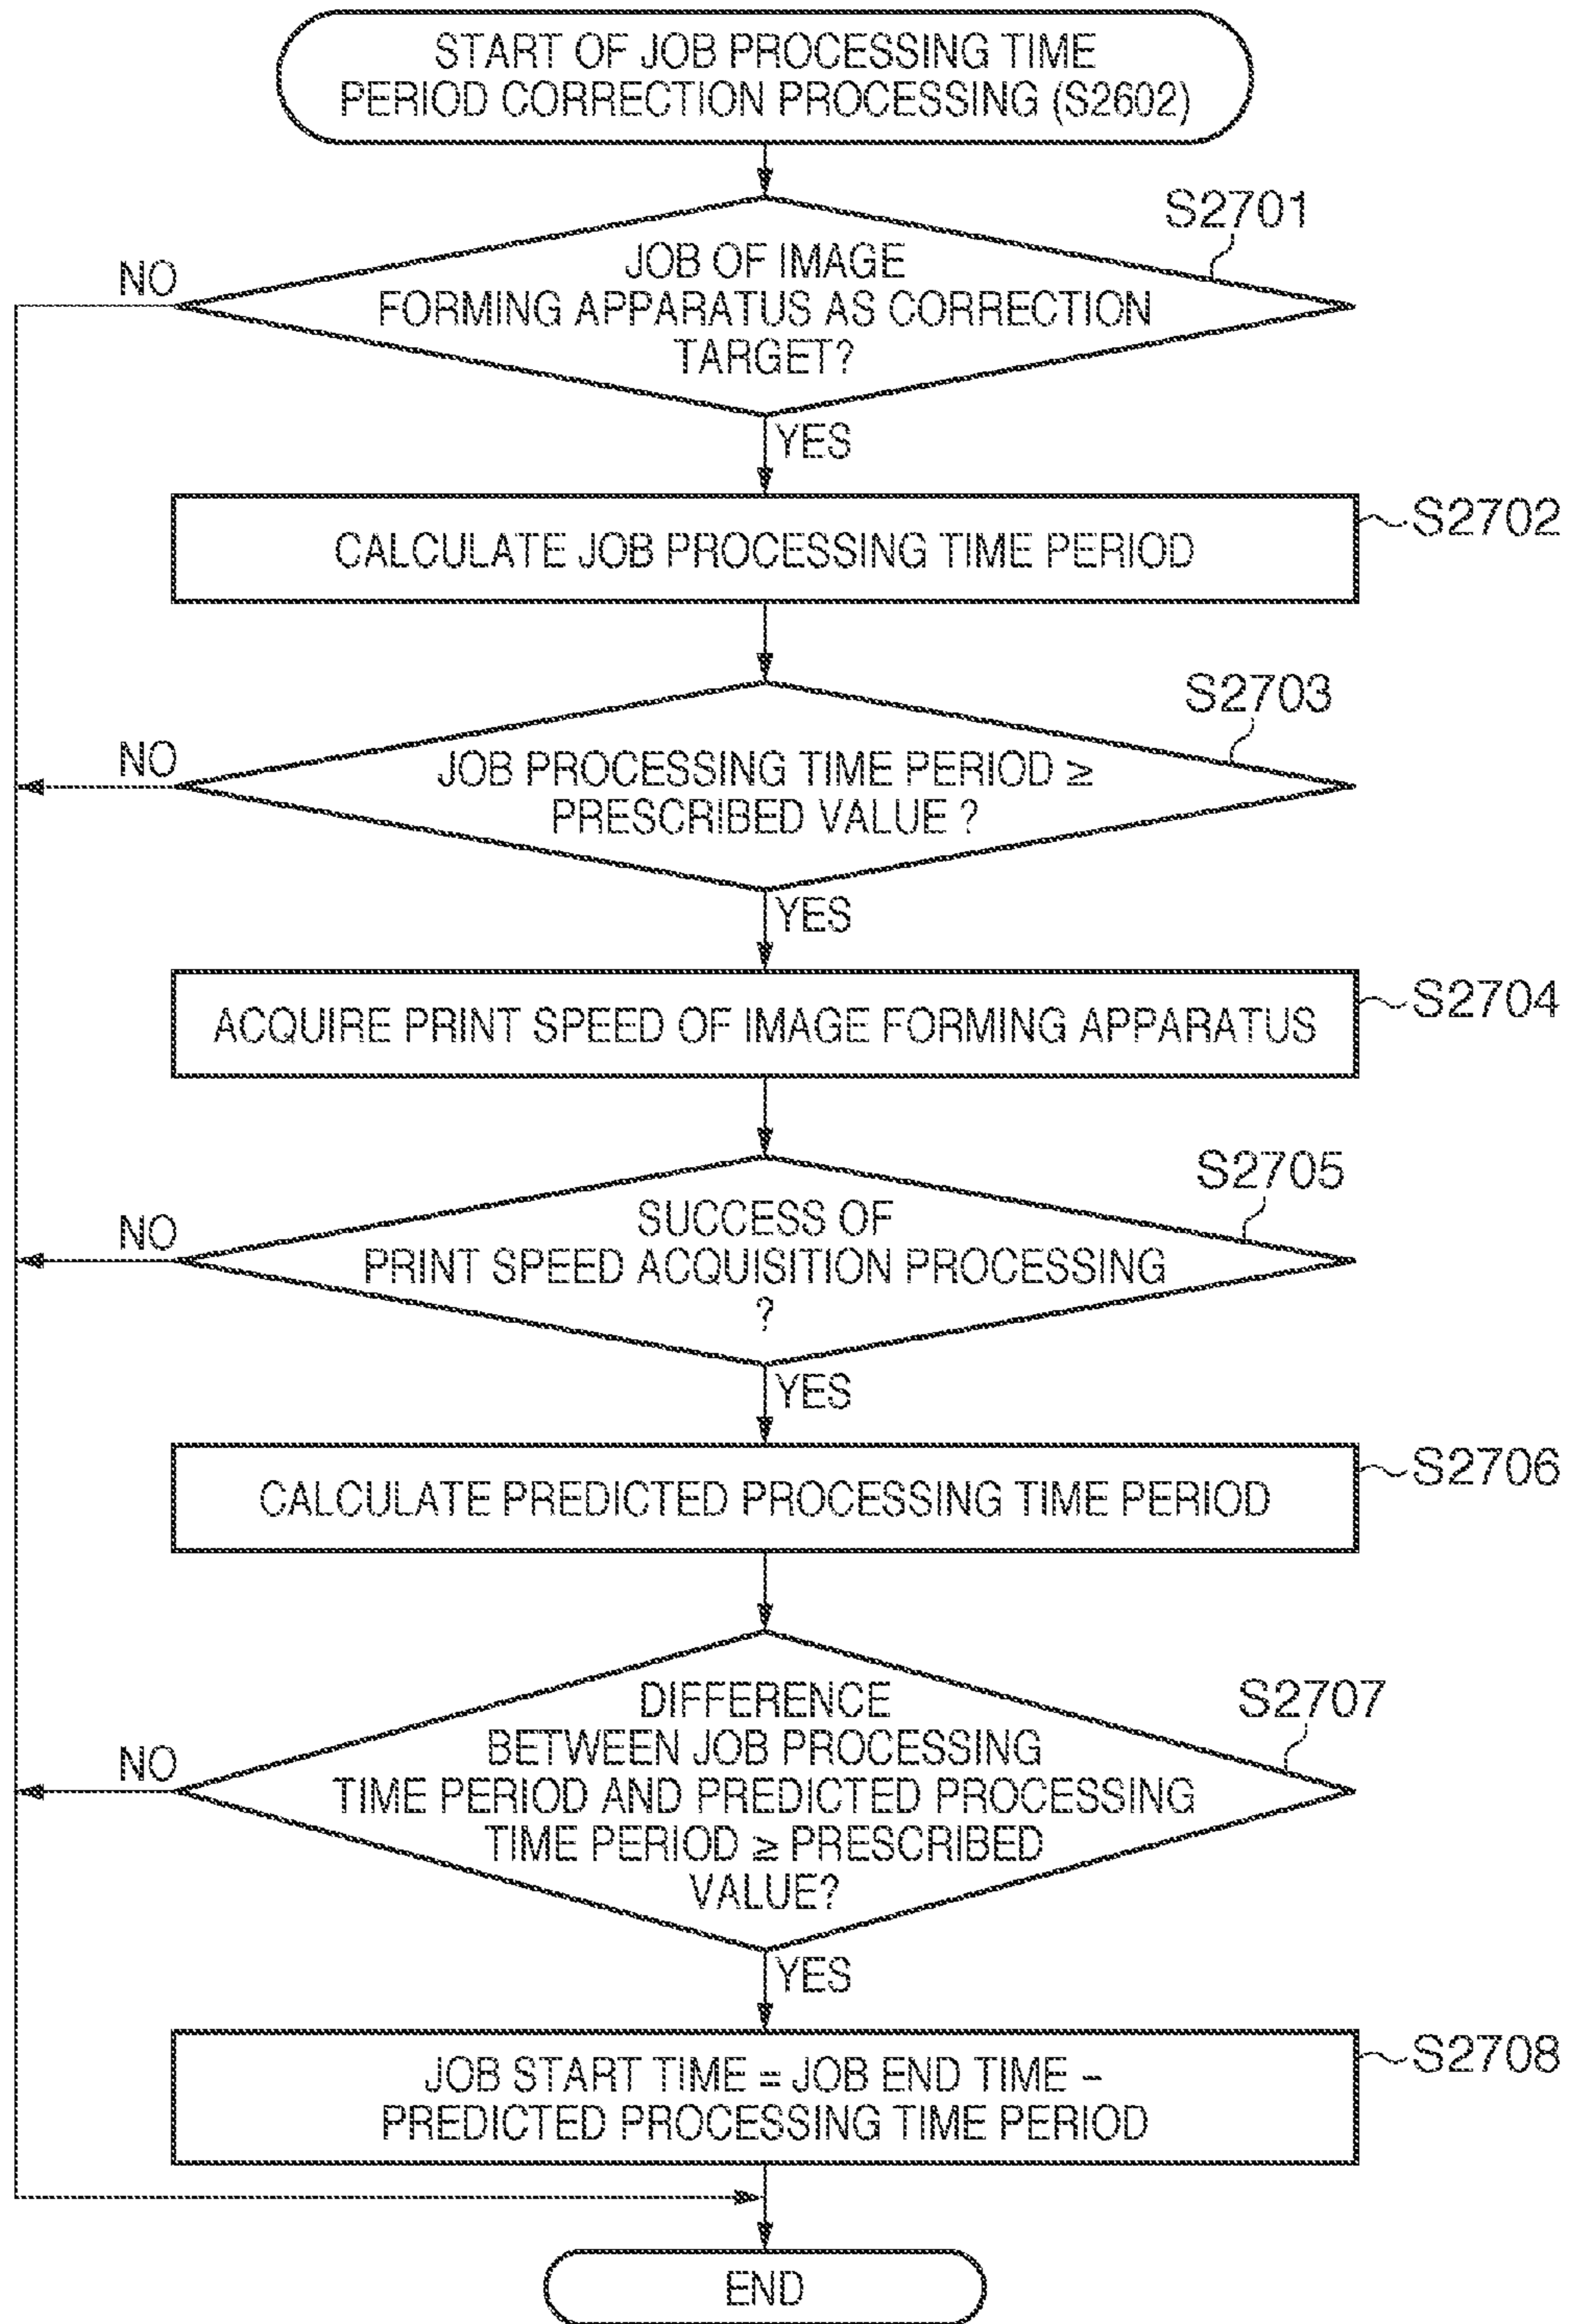 START OF JOB PROCESSING TIME
PERIOD CORRECTION PROCESSING (S2602)
S2701
JOB OF IMAGE
FORMING APPARATUS AS CORRECTION
TARGET?
NO
YES
CALCULATE JOB PROCESSING TIME PERIOD
S2702
S2703
JOB PROCESSING TIME PERIOD ≥
PRESCRIBED VALUE ?
NO
YES
ACQUIRE PRINT SPEED OF IMAGE FORMING APPARATUS
S2704
S2705
SUCCESS OF
PRINT SPEED ACQUISITION PROCESSING
?
NO
YES
CALCULATE PREDICTED PROCESSING TIME PERIOD
S2706
S2707
DIFFERENCE
BETWEEN JOB PROCESSING
TIME PERIOD AND PREDICTED PROCESSING
TIME PERIOD ≥ PRESCRIBED
VALUE?
NO
YES
JOB START TIME = JOB END TIME –
PREDICTED PROCESSING TIME PERIOD
S2708
END